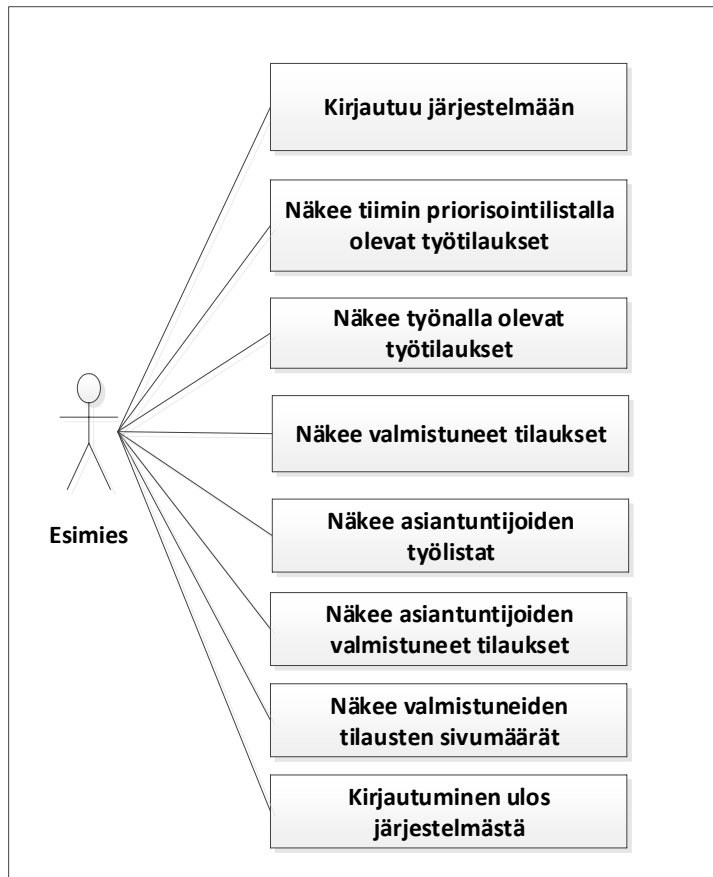 Kirjautuu järjestelmään
Näkee tiimin priorisointilistalla
olevat työtilaukset
Näkee työnalla olevat
työtilaukset
Näkee valmistuneet tilaukset
Esimies
Näkee asiantuntijoiden
työlistat
Näkee asiantuntijoiden
valmistuneet tilaukset
Näkee valmistuneiden
tilausten sivumäärät
Kirjautuminen ulos
järjestelmästä